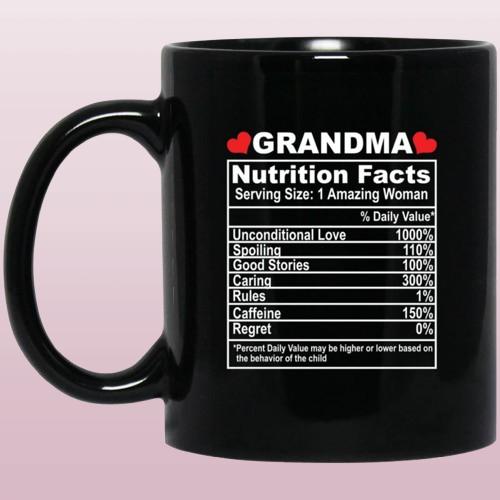 GRANDMA
Nutrition Facts
Serving Size: 1 Amazing Woman
% Daily Value*
Unconditional Love 1000%
Spoiling 110%
Good Stories 100%
Caring 300%
Rules 1%
Caffeine 150%
Regret 0%
*Percent Daily Value may be higher or lower based on
the behavior of the child